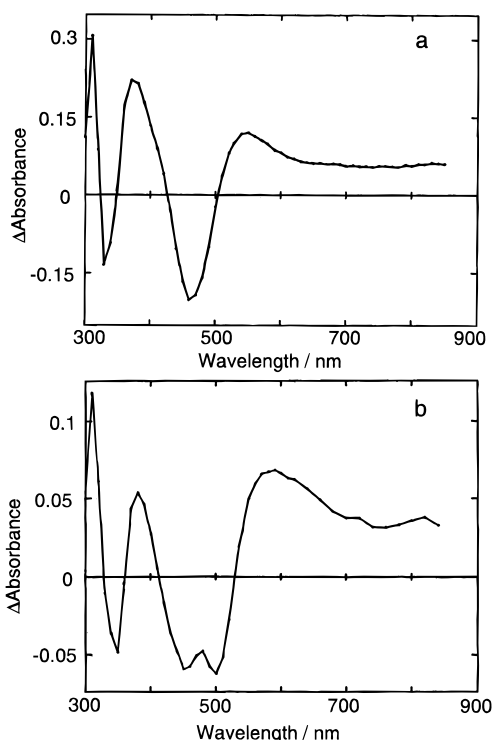 a
0.3
0.15
0
-0.15
ΔAbsorbance
300 500 700 900
Wavelength / nm
b
0.1
0.05
0
-0.05
ΔAbsorbance
300 500 700 900
Wavelength / nm